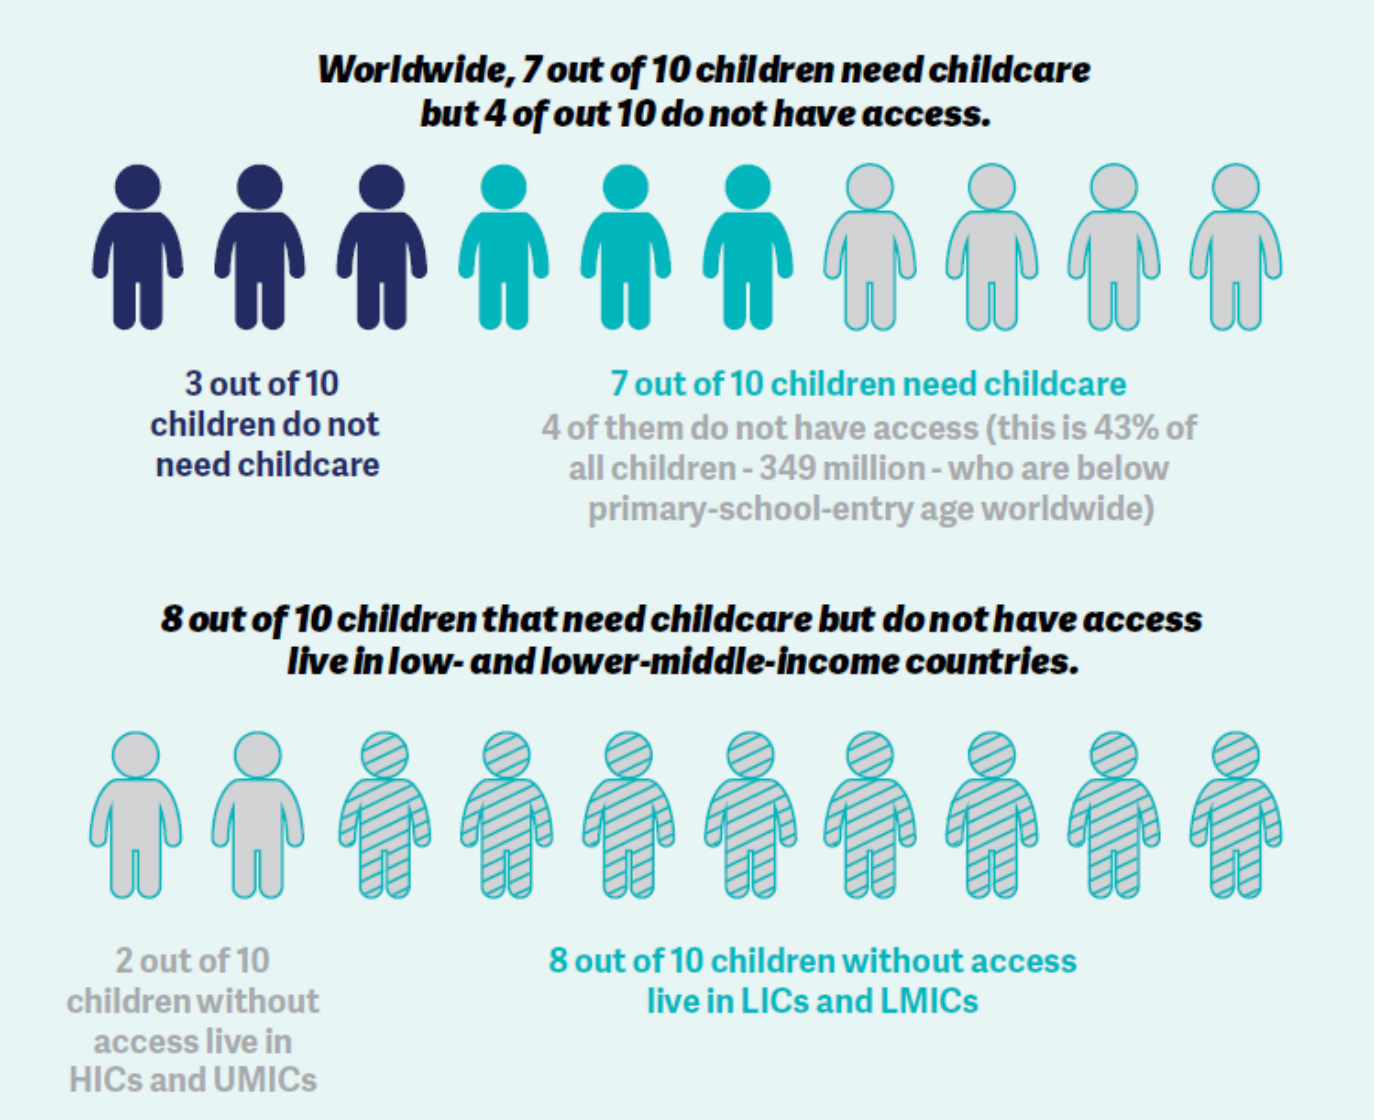 Worldwide, 7 out of 10 children need childcare
but 4 of out 10 do not have access.
3 out of 10
children do not
need childcare
7 out of 10 children need childcare
4 of them do not have access (this is 43% of
all children - 349 million - who are below
primary-school-entry age worldwide)
8 out of 10 children that need childcare but do not have access
live in low- and lower-middle-income countries.
2 out of 10
children without
access live in
HICs and UMICs
8 out of 10 children without access
live in LICs and LMICs